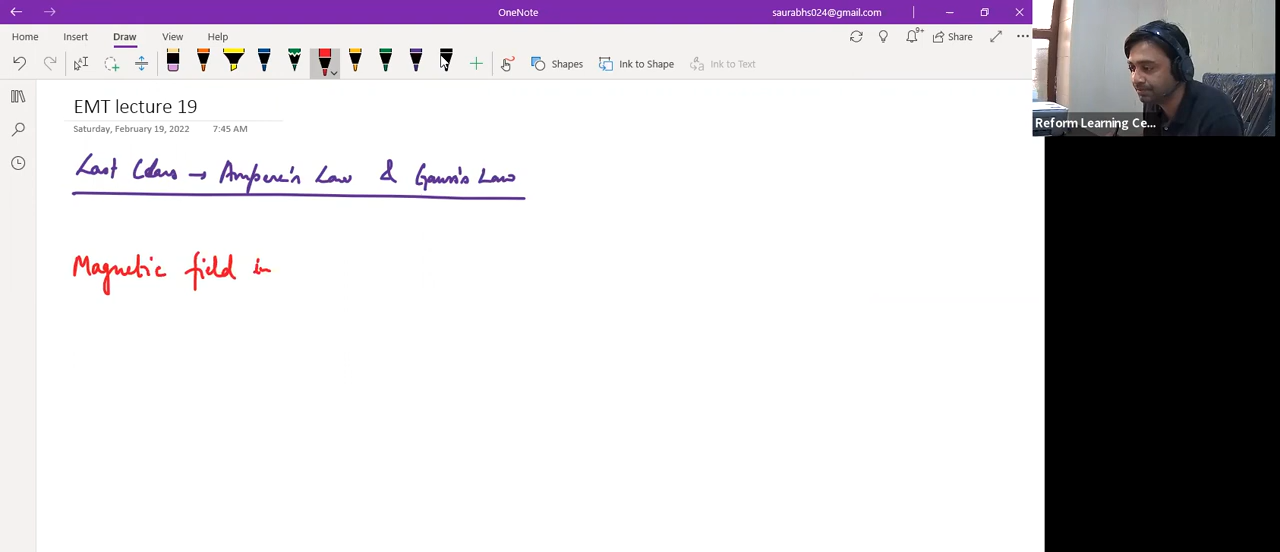 OneNote
saurabhs024@gmail.com
Home Insert Draw View Help
9+ Share
Shapes Ink to Shape Ink to Text
EMT lecture 19
Saturday, February 19, 2022 7:45 AM
Last Class → Ampere's Law & Gauss's Law
Magnetic field in
Reform Learning Ce...